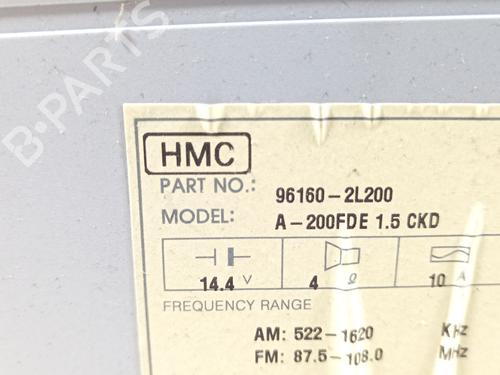 B-PARTS
HMC
PART NO.: 96160-2L200
MODEL: A-200FDE 1.5 CKD
14.4 V 4 Ω 10 A
FREQUENCY RANGE
AM: 522-1620 KHz
FM: 87.5-108.0 MHz